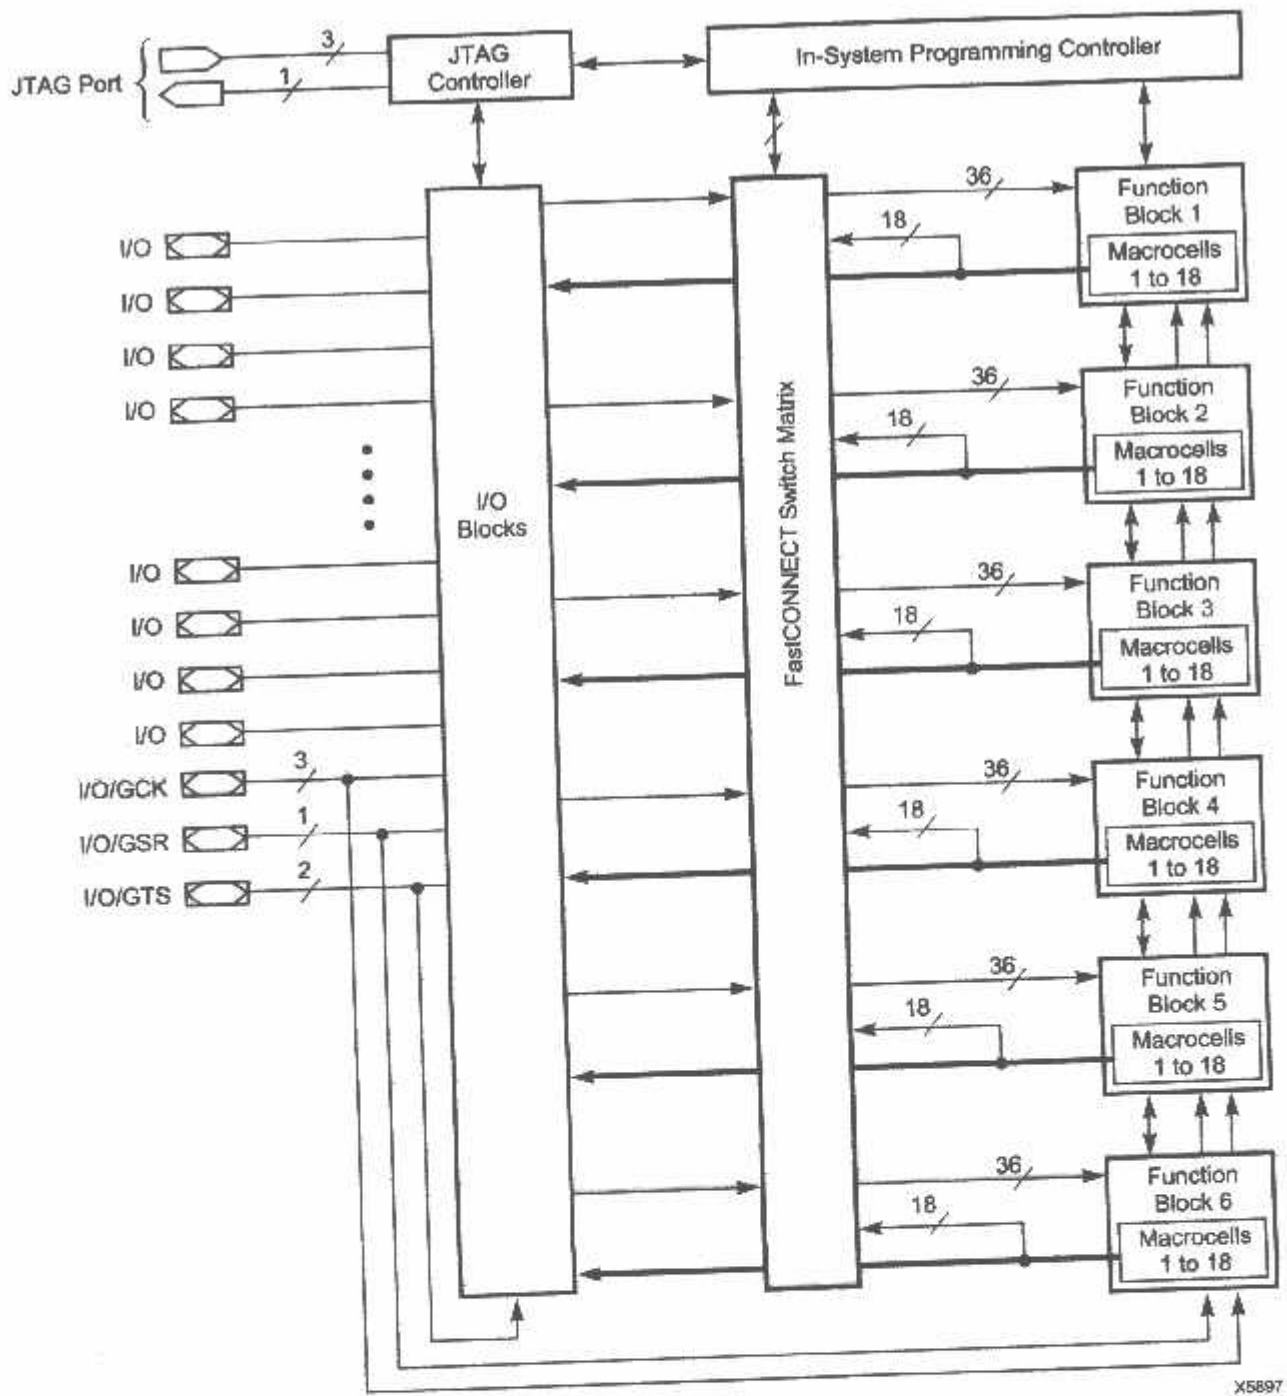 JTAG Port
3
1
JTAG
Controller
In-System Programming Controller
I/O
I/O
I/O
I/O
I/O
I/O
I/O
I/O
3
I/O/GCK
1
I/O/GSR
2
I/O/GTS
I/O
Blocks
FastCONNECT Switch Matrix
36
18
Function
Block 1
Macrocells
1 to 18
36
18
Function
Block 2
Macrocells
1 to 18
36
18
Function
Block 3
Macrocells
1 to 18
36
18
Function
Block 4
Macrocells
1 to 18
36
18
Function
Block 5
Macrocells
1 to 18
36
18
Function
Block 6
Macrocells
1 to 18
X5897